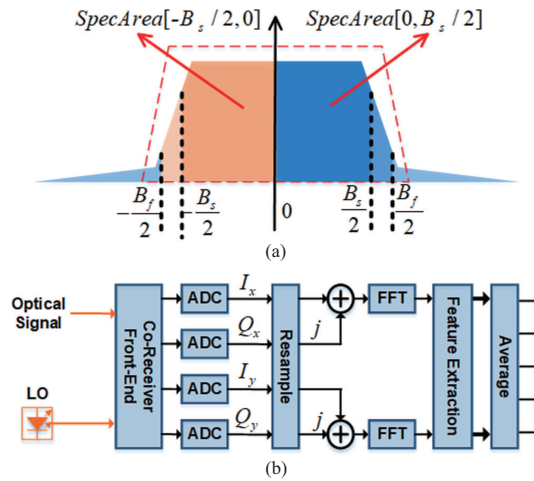 (a)
SpecArea[-B_s / 2, 0]
SpecArea[0, B_s / 2]
-B_f/2
-B_s/2
0
B_s/2
B_f/2
(a)
Optical Signal
LO
Co-Receiver Front-End
ADC
I_x
ADC
Q_x
ADC
I_y
ADC
Q_y
Resample
j
j
FFT
FFT
Feature Extraction
Average
(b)